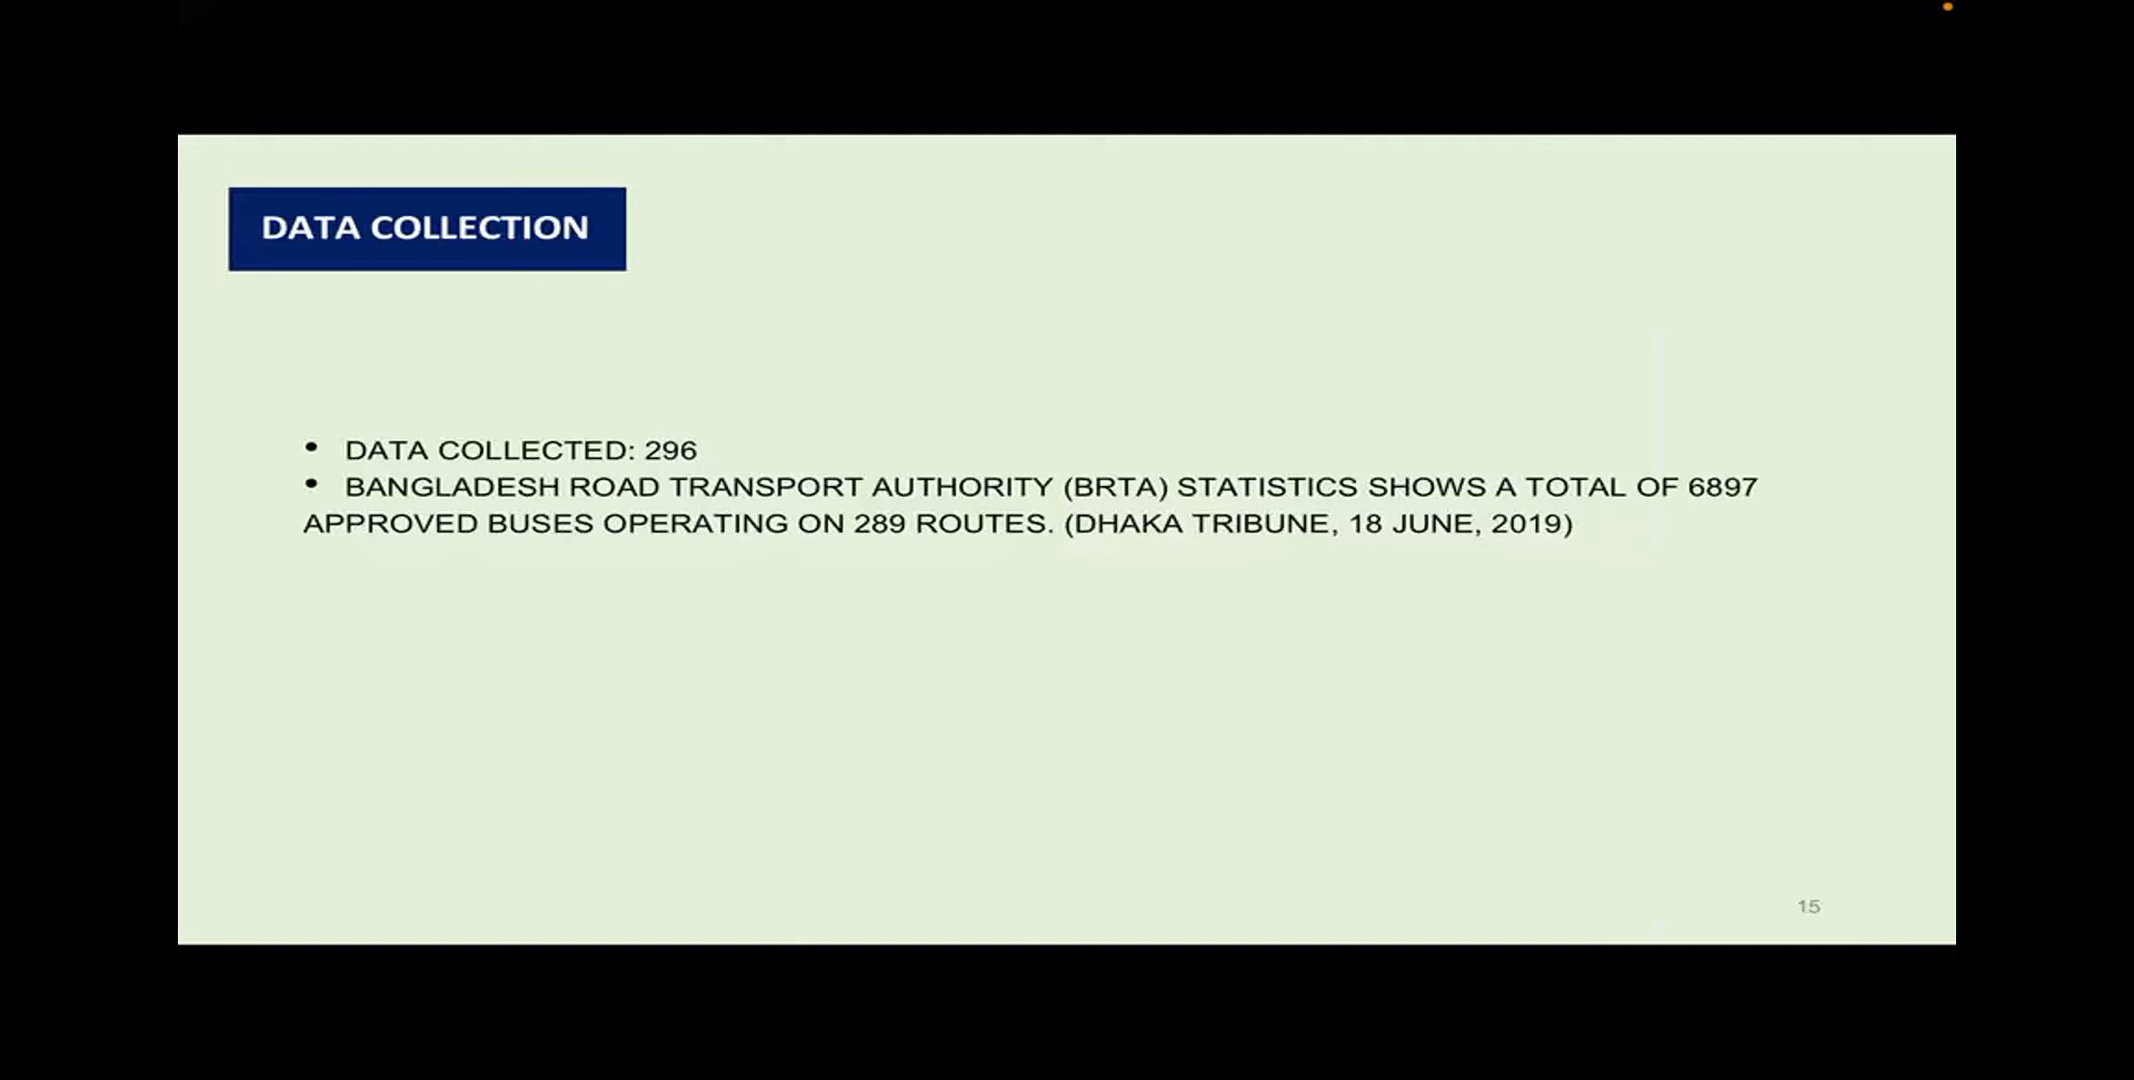 DATA COLLECTION
• DATA COLLECTED: 296
• BANGLADESH ROAD TRANSPORT AUTHORITY (BRTA) STATISTICS SHOWS A TOTAL OF 6897
APPROVED BUSES OPERATING ON 289 ROUTES. (DHAKA TRIBUNE, 18 JUNE, 2019)
15